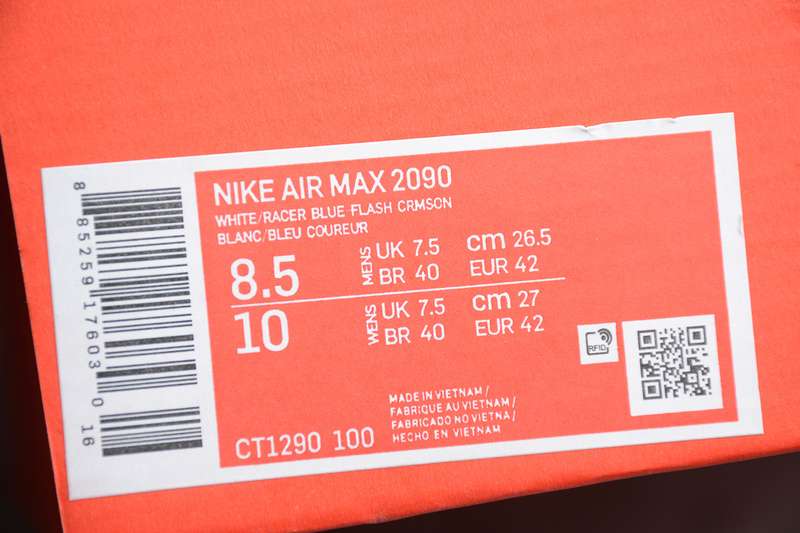 NIKE AIR MAX 2090
WHITE/RACER BLUE-FLASH CRMSON
BLANC/BLEU COUREUR
8.5 MENS UK 7.5 cm 26.5
BR 40 EUR 42
10 WENS UK 7.5 cm 27
BR 40 EUR 42
RFID
MADE IN VIETNAM/
FABRIQUE AU VIETNAM/
FABRICADO NO VIETNA/
HECHO EN VIETNAM
CT1290 100
8 85259 17603 0 16